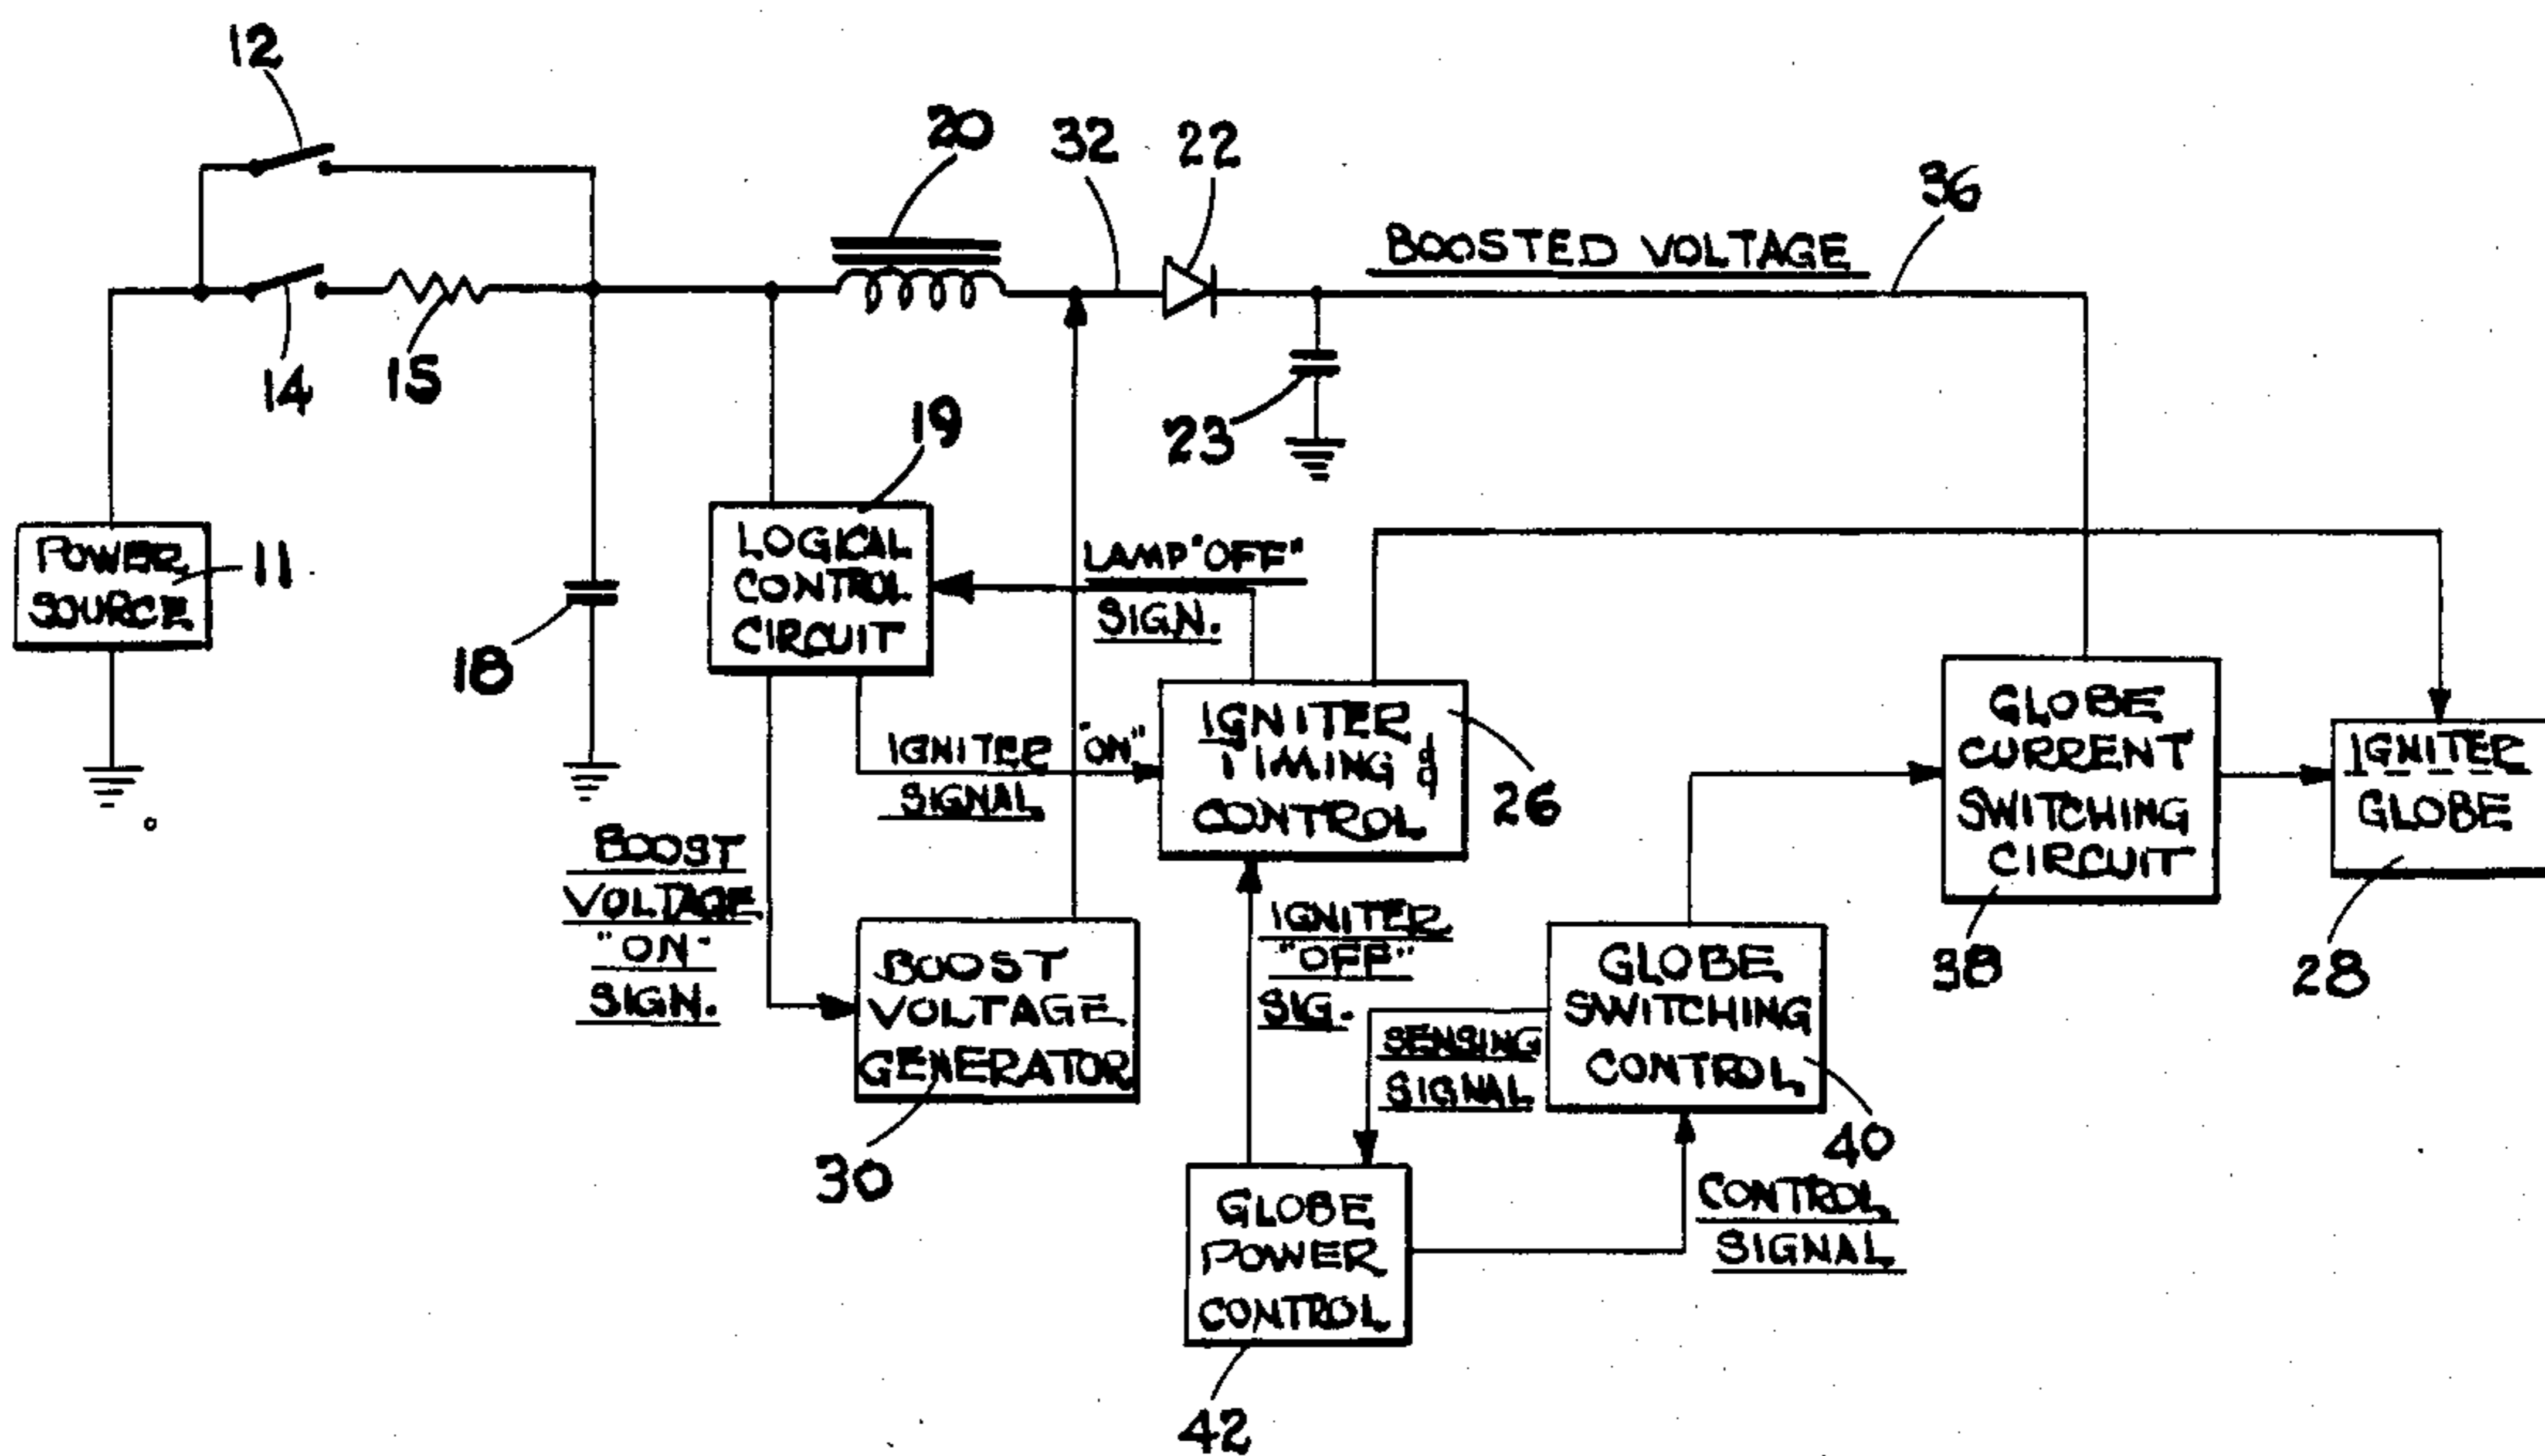 12
20
32
22
36
BOOSTED VOLTAGE
14
15
23
19
POWER
SOURCE
11
18
LOGICAL
CONTROL
CIRCUIT
LAMP "OFF"
SIGN.
IGNITER "ON"
SIGNAL
IGNITER
TIMING &
CONTROL
26
GLOBE
CURRENT
SWITCHING
CIRCUIT
38
IGNITER
GLOBE
28
BOOST
VOLTAGE
"ON"
SIGN.
BOOST
VOLTAGE
GENERATOR
30
IGNITER
"OFF"
SIG.
SENSING
SIGNAL
GLOBE
SWITCHING
CONTROL
40
GLOBE
POWER
CONTROL
42
CONTROL
SIGNAL